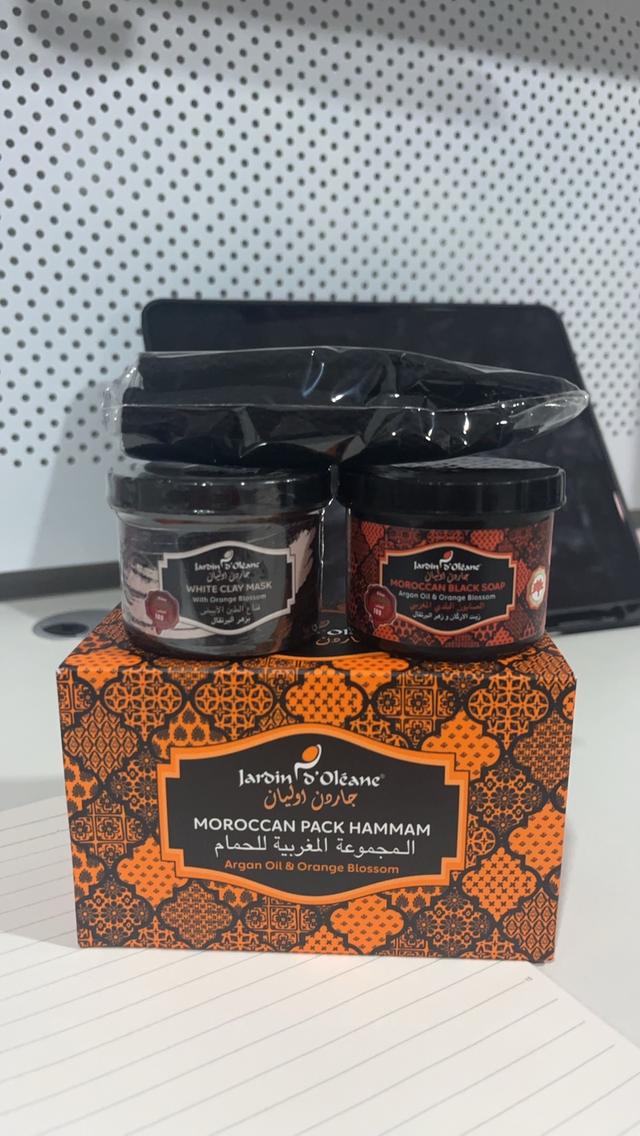 Jardin d'Oléane
جاردن اوليان
WHITE CLAY MASK
With Orange Blossom
قناع الطين الأبيض
بزهر البرتقال
Jardin d'Oléane
جاردن اوليان
MOROCCAN BLACK SOAP
Argan Oil & Orange Blossom
الصابون البلدي المغربي
زيت الارڭان و زهر البرتقال
Jardin d'Oléane®
جاردن اوليان
MOROCCAN PACK HAMMAM
المجموعة المغربية للحمام
Argan Oil & Orange Blossom